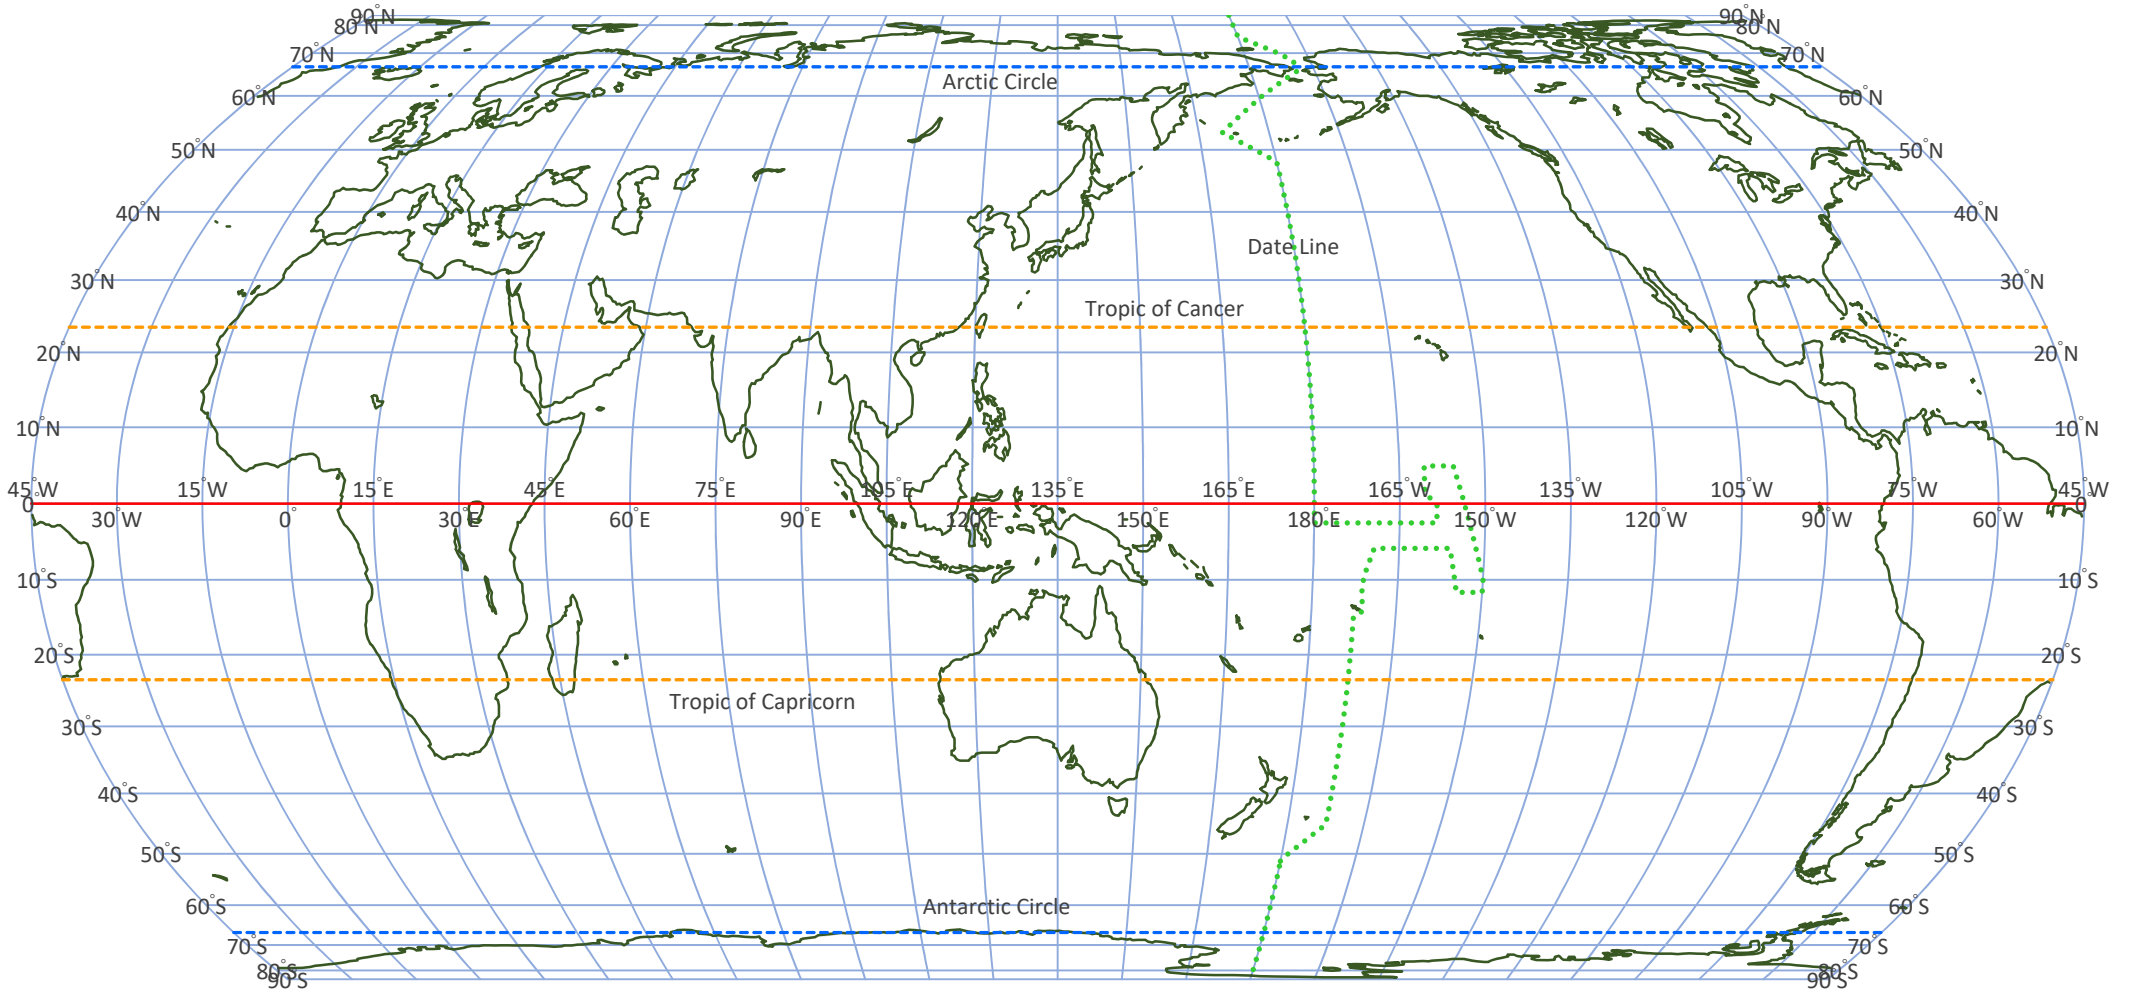 90°N 90°N
80°N 80°N
70°N 70°N
Arctic Circle
60°N 60°N
50°N 50°N
40°N 40°N
Date Line
30°N 30°N
Tropic of Cancer
20°N 20°N
10°N 10°N
45°W 15°W 15°E 45°E 75°E 105°E 135°E 165°E 165°W 135°W 105°W 75°W 45°W
0° 0°
30°W 0° 30°E 60°E 90°E 120°E 150°E 180°E 150°W 120°W 90°W 60°W
10°S 10°S
20°S 20°S
Tropic of Capricorn
30°S 30°S
40°S 40°S
50°S 50°S
60°S Antarctic Circle 60°S
70°S 70°S
80°S 80°S
90°S 90°S